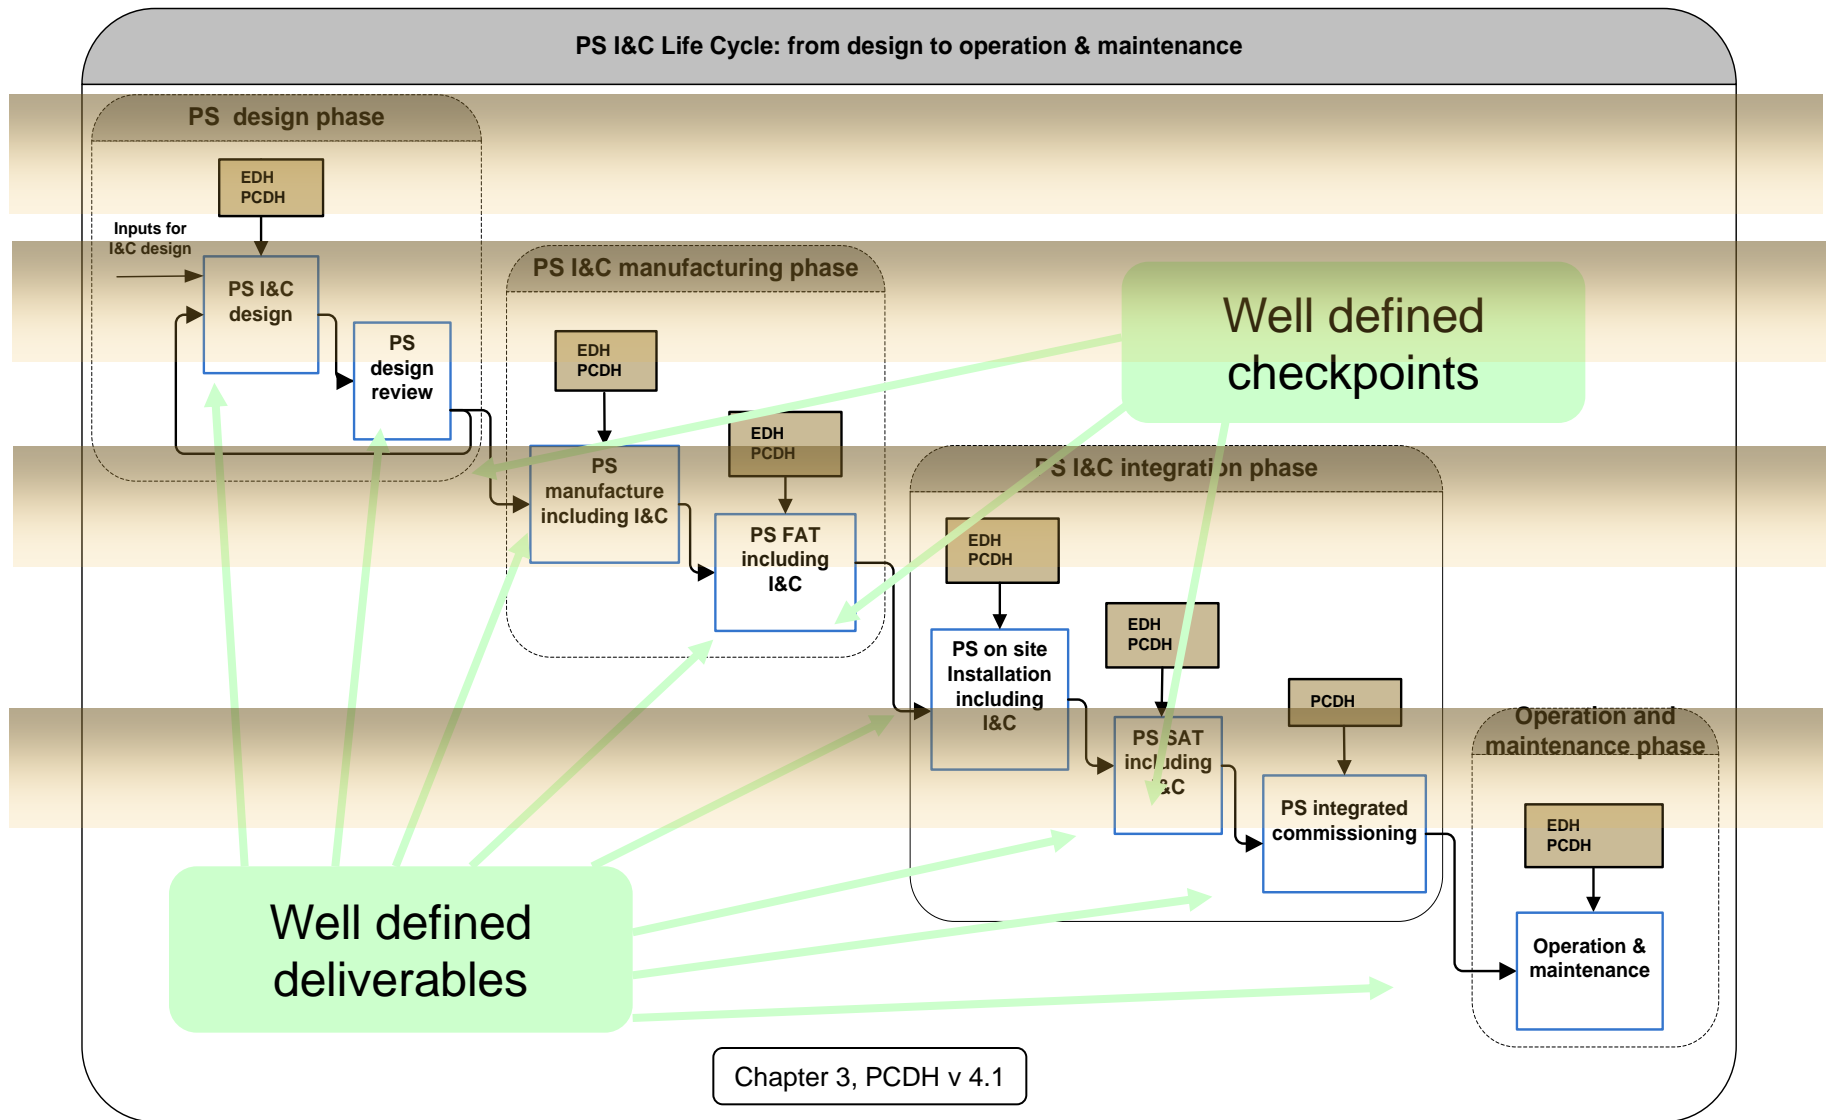 PS I&C Life Cycle: from design to operation & maintenance
PS design phase
EDH
PCDH
Inputs for
I&C design
PS I&C
design
PS
design
review
PS I&C manufacturing phase
EDH
PCDH
EDH
PCDH
PS
manufacture
including I&C
PS FAT
including
I&C
Well defined
checkpoints
PS I&C integration phase
EDH
PCDH
PS on site
Installation
including
I&C
EDH
PCDH
PS SAT
including
I&C
PCDH
PS integrated
commissioning
Operation and
maintenance phase
EDH
PCDH
Operation &
maintenance
Well defined
deliverables
Chapter 3, PCDH v 4.1